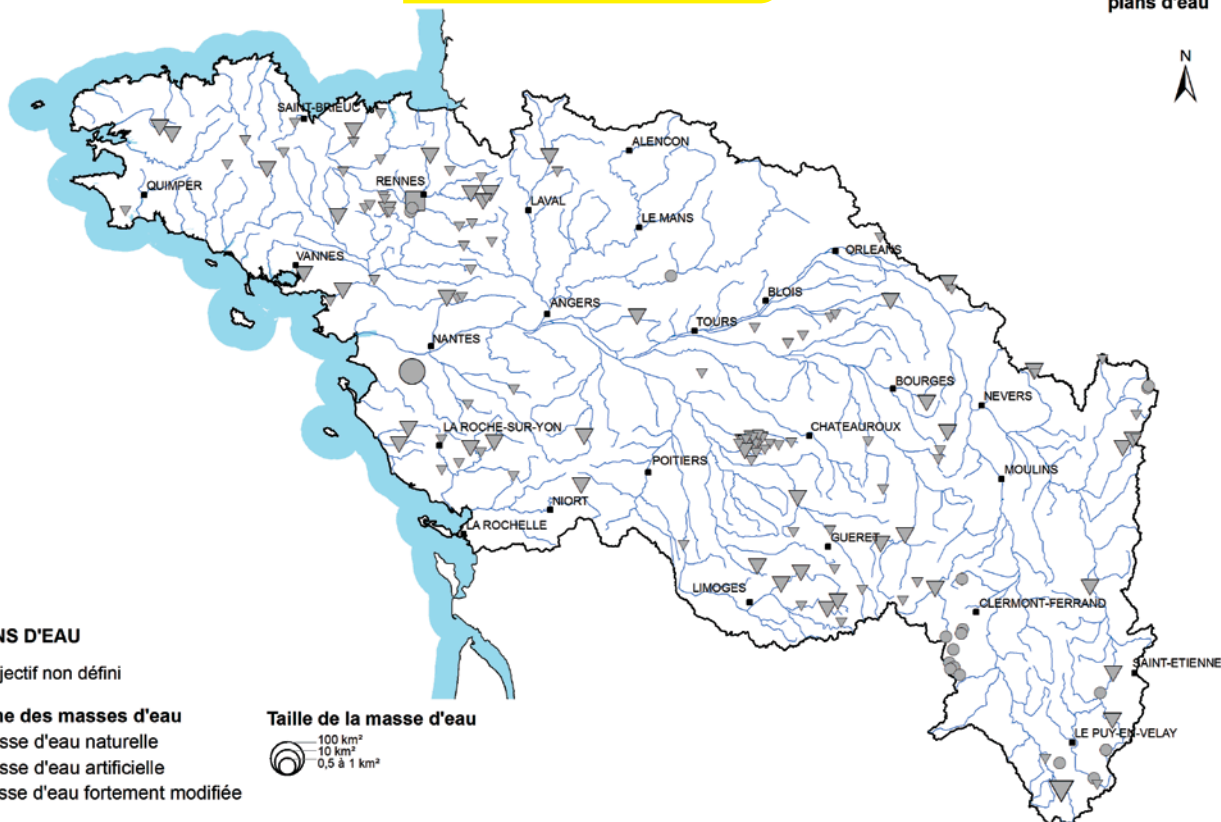 plans d'eau
N
SAINT-BRIEUC
ALENCON
QUIMPER
RENNES
LAVAL
LE MANS
VANNES
ORLEANS
BLOIS
ANGERS
TOURS
NANTES
BOURGES
NEVERS
LA ROCHE-SUR-YON
CHATEAUROUX
POITIERS
MOULINS
NIORT
LA ROCHELLE
GUERET
LIMOGES
CLERMONT-FERRAND
SAINT-ETIENNE
LE PUY-EN-VELAY
NS D'EAU
jectif non défini
ne des masses d'eau
sse d'eau naturelle
sse d'eau artificielle
sse d'eau fortement modifiée
Taille de la masse d'eau
100 km²
10 km²
0,5 à 1 km²